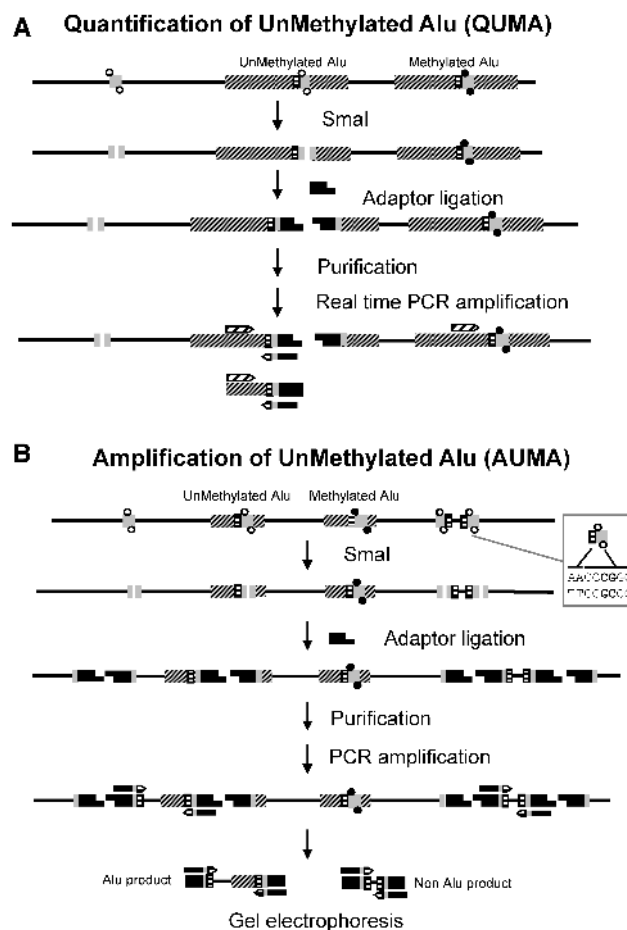 A
Quantification of UnMethylated Alu (QUMA)
UnMethylated Alu
Methylated Alu
SmaI
Adaptor ligation
Purification
Real time PCR amplification
B
Amplification of UnMethylated Alu (AUMA)
UnMethylated Alu
Methylated Alu
SmaI
Adaptor ligation
Purification
PCR amplification
Alu product
Non Alu product
Gel electrophoresis